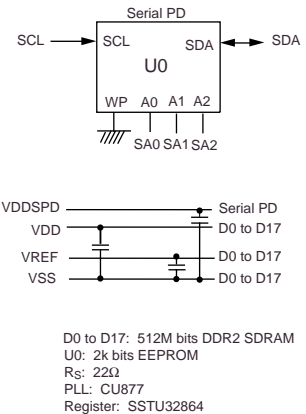 Serial PD
SCL SCL SDA SDA
U0
WP A0 A1 A2
SA0 SA1 SA2
VDDSPD Serial PD
VDD D0 to D17
VREF D0 to D17
VSS D0 to D17
D0 to D17: 512M bits DDR2 SDRAM
U0: 2k bits EEPROM
RS: 22Ω
PLL: CU877
Register: SSTU32864